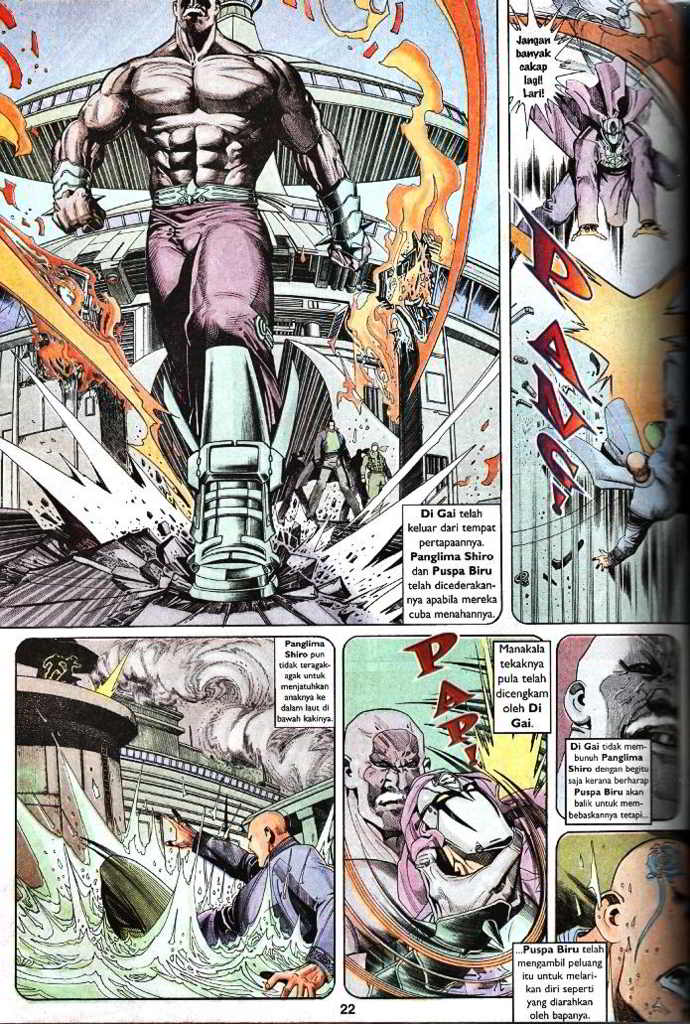 Di Gai telah
keluar dari tempat
pertapaannya.
Panglima Shiro
dan Puspa Biru
telah dicederakan-
nya apabila mereka
cuba menahannya.
Jangan
banyak
cakap
lagi!
Lari!
PANG!
Panglima
Shiro pun
tidak teragak-
agak untuk
menjatuhkan
anaknya ke
dalam laut di
bawah kakinya.
PAP!
Manakala
tekaknya
pula telah
dicengkam
oleh Di
Gai.
Di Gai tidak mem-
bunuh Panglima
Shiro dengan begitu
saja kerana berharap
Puspa Biru akan
balik untuk mem-
bebaskannya tetapi...
...Puspa Biru telah
mengambil peluang
itu untuk melari-
kan diri seperti
yang diarahkan
oleh bapanya.
22